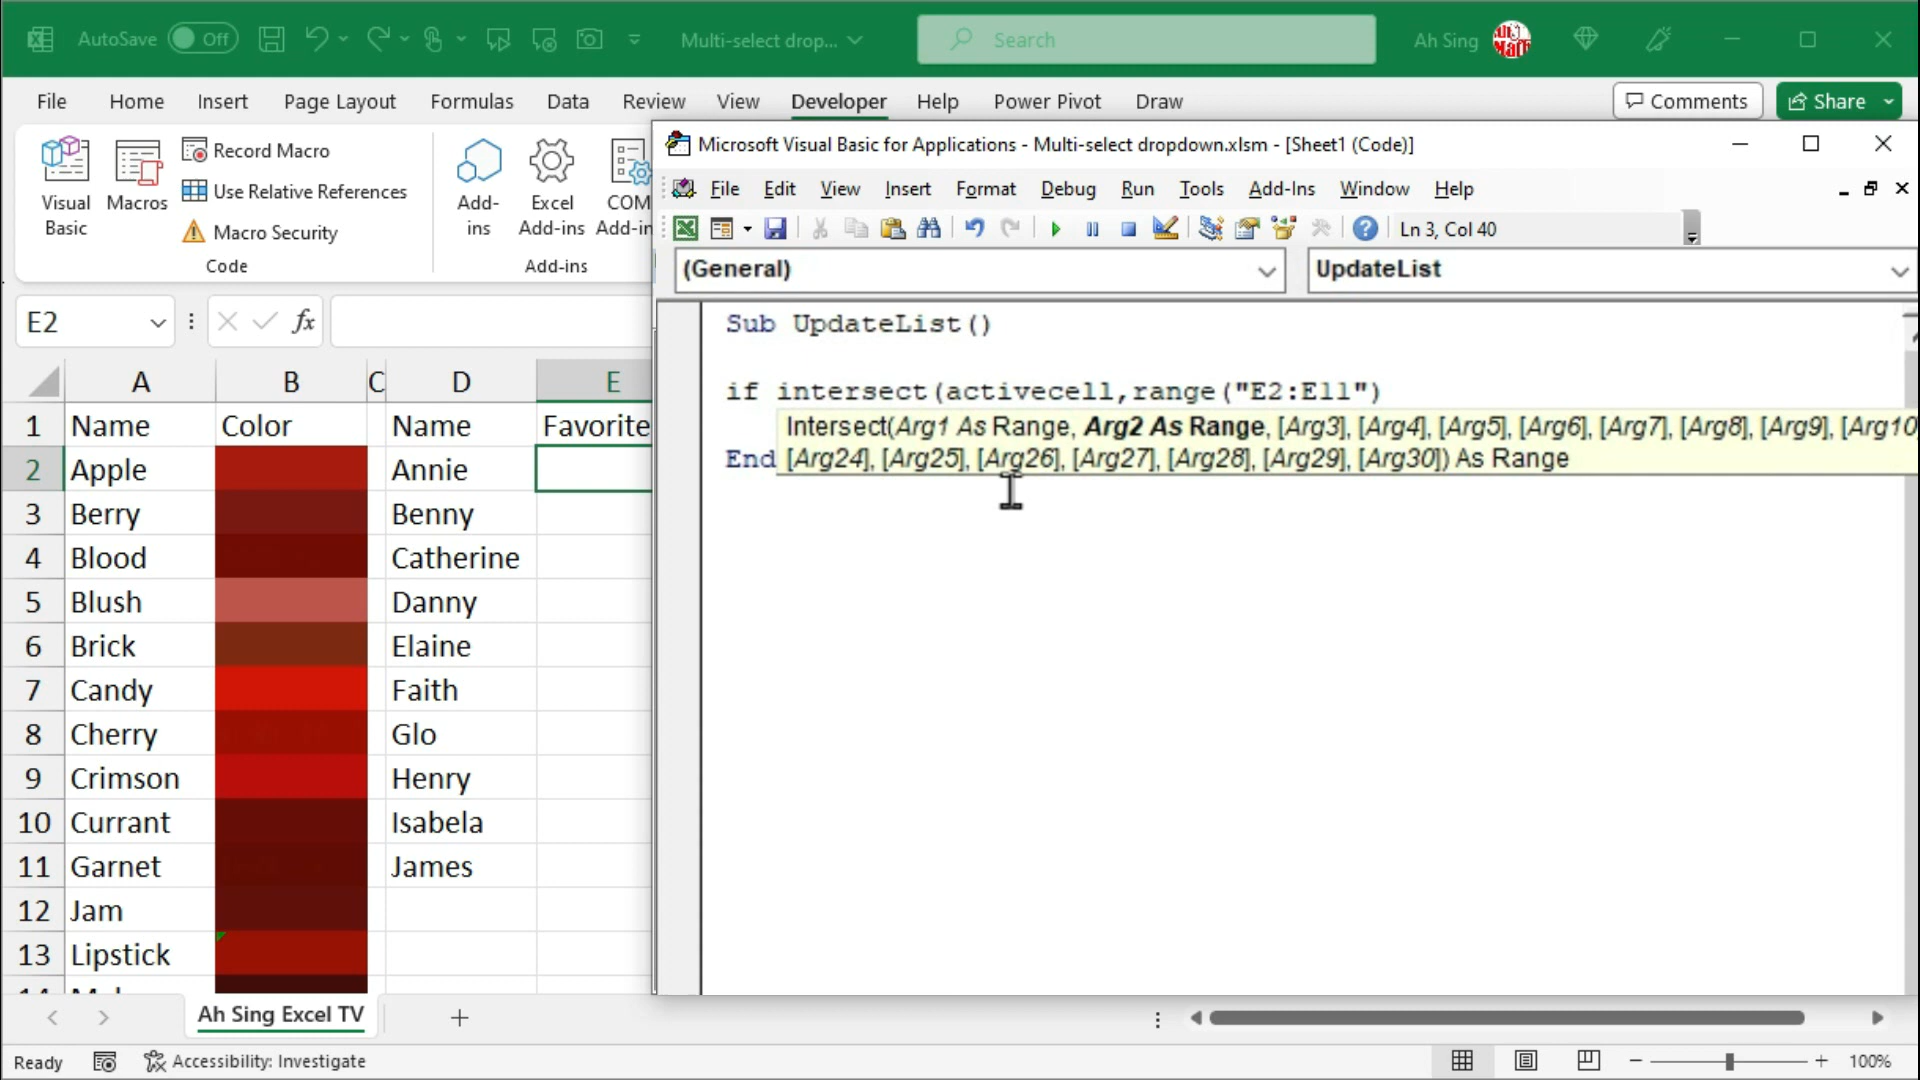 AutoSave Off Multi-select drop... Search Ah Sing
File Home Insert Page Layout Formulas Data Review View Developer Help Power Pivot Draw Comments Share
Visual Basic
Macros
Record Macro
Use Relative References
Macro Security
Code
Add-ins
Excel Add-ins
COM Add-in
Add-ins
Microsoft Visual Basic for Applications - Multi-select dropdown.xlsm - [Sheet1 (Code)]
File Edit View Insert Format Debug Run Tools Add-Ins Window Help
Ln 3, Col 40
(General) UpdateList
Sub UpdateList()
if intersect(activecell,range("E2:E11")
Intersect(Arg1 As Range, Arg2 As Range, [Arg3], [Arg4], [Arg5], [Arg6], [Arg7], [Arg8], [Arg9], [Arg10
End [Arg24], [Arg25], [Arg26], [Arg27], [Arg28], [Arg29], [Arg30]) As Range
E2 fx
A B C D E
1 Name Color Name Favorite
2 Apple Annie
3 Berry Benny
4 Blood Catherine
5 Blush Danny
6 Brick Elaine
7 Candy Faith
8 Cherry Glo
9 Crimson Henry
10 Currant Isabela
11 Garnet James
12 Jam
13 Lipstick
Ah Sing Excel TV
Ready Accessibility: Investigate 100%